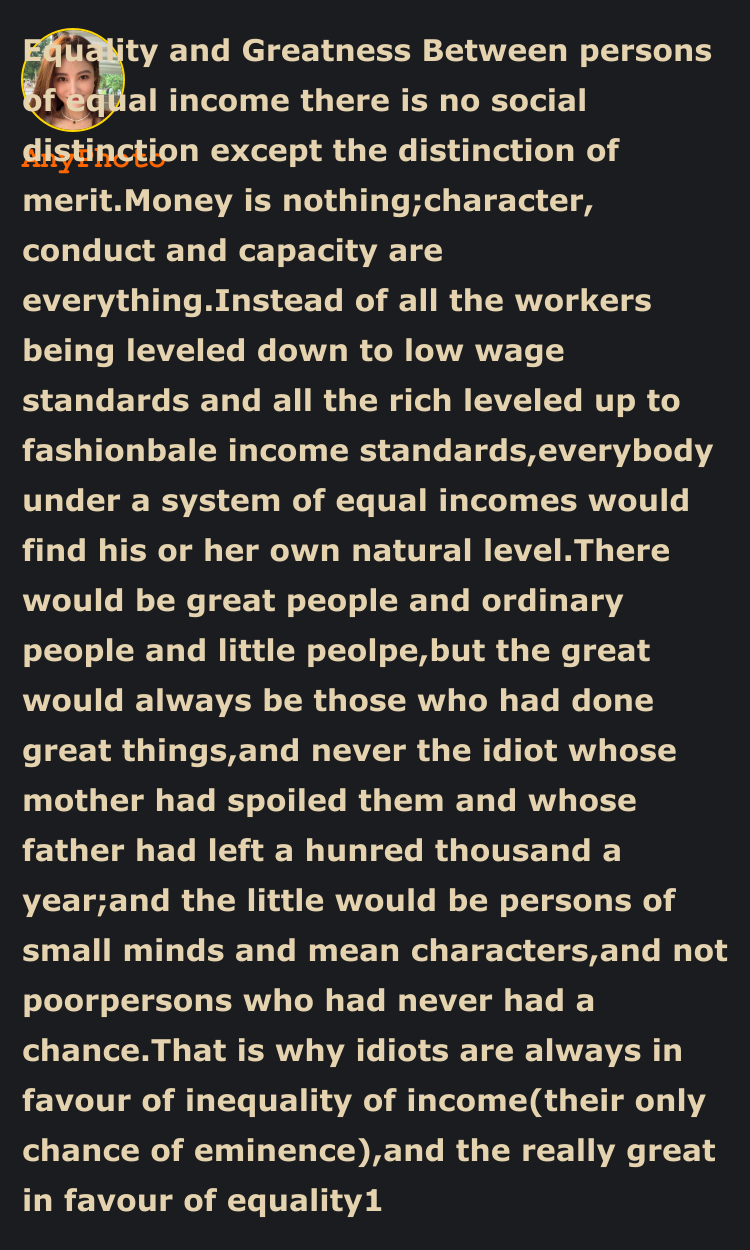 Equality and Greatness Between persons
of equal income there is no social
distinction except the distinction of
AnyPhoto
merit.Money is nothing;character,
conduct and capacity are
everything.Instead of all the workers
being leveled down to low wage
standards and all the rich leveled up to
fashionbale income standards,everybody
under a system of equal incomes would
find his or her own natural level.There
would be great people and ordinary
people and little peolpe,but the great
would always be those who had done
great things,and never the idiot whose
mother had spoiled them and whose
father had left a hunred thousand a
year;and the little would be persons of
small minds and mean characters,and not
poorpersons who had never had a
chance.That is why idiots are always in
favour of inequality of income(their only
chance of eminence),and the really great
in favour of equality1